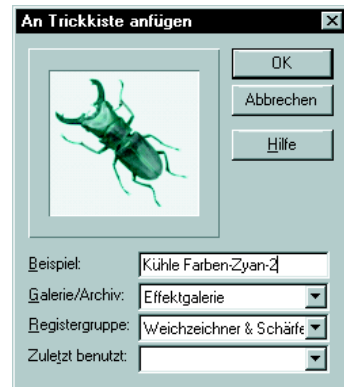 An Trickkiste anfügen
OK
Abbrechen
Hilfe
Beispiel: Kühle Farben-Zyan-2
Galerie/Archiv: Effektgalerie
Registergruppe: Weichzeichner & Schärfe
Zuletzt benutzt: